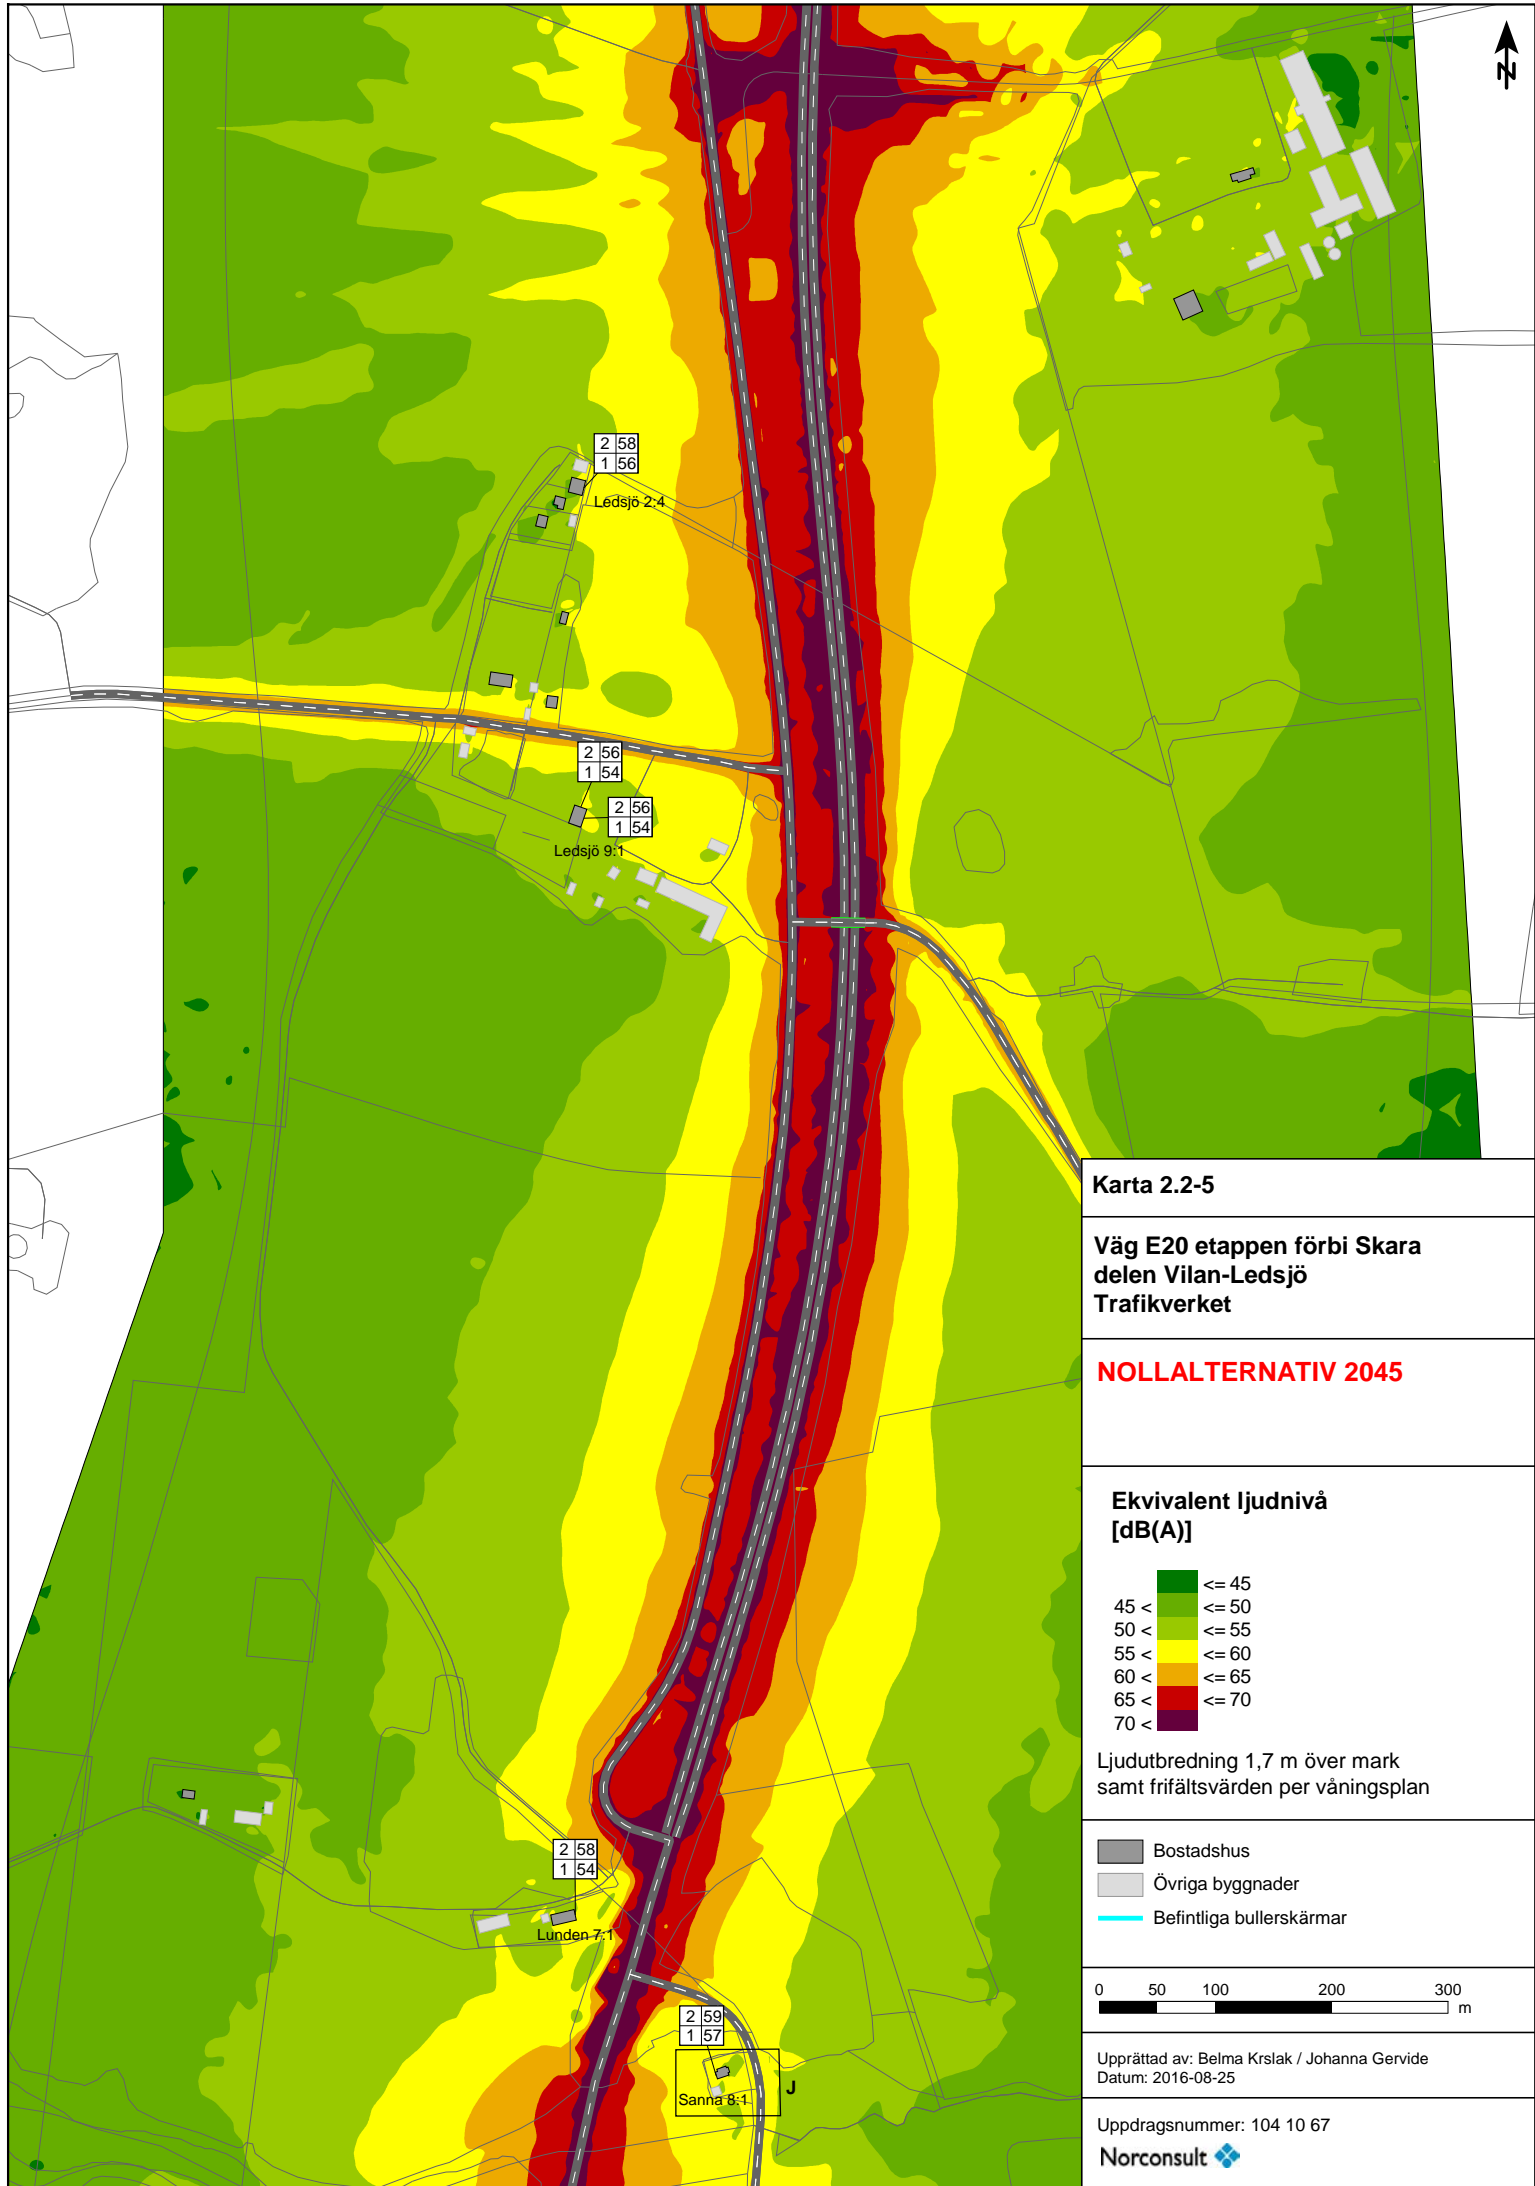 N
2 58
1 56
Ledsjö 2:4
2 56
1 54
2 56
1 54
Ledsjö 9:1
2 58
1 54
Lunden 7:1
2 59
1 57
Sanna 8:1
J
Karta 2.2-5
Väg E20 etappen förbi Skara
delen Vilan-Ledsjö
Trafikverket
NOLLALTERNATIV 2045
Ekvivalent ljudnivå
[dB(A)]
<= 45
45 < <= 50
50 < <= 55
55 < <= 60
60 < <= 65
65 < <= 70
70 <
Ljudutbredning 1,7 m över mark
samt frifältsvärden per våningsplan
Bostadshus
Övriga byggnader
Befintliga bullerskärmar
0 50 100 200 300
m
Upprättad av: Belma Krslak / Johanna Gervide
Datum: 2016-08-25
Uppdragsnummer: 104 10 67
Norconsult